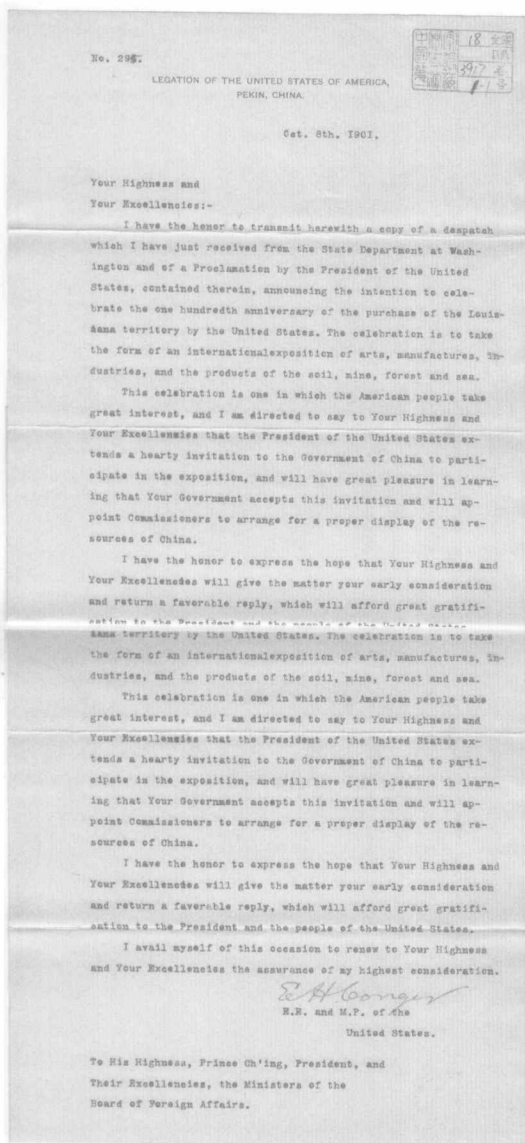 No. 295.
18
3917
1-1
LEGATION OF THE UNITED STATES OF AMERICA,
PEKIN, CHINA.
Oct. 8th. 1901.
Your Highness and
Your Excellencies:-
I have the honor to transmit herewith a copy of a despatch
which I have just received from the State Department at Wash-
ington and of a Proclamation by the President of the United
States, contained therein, announcing the intention to cele-
brate the one hundredth anniversary of the purchase of the Louis-
iana territory by the United States. The celebration is to take
the form of an internationalexposition of arts, manufactures, in-
dustries, and the products of the soil, mine, forest and sea.
This celebration is one in which the American people take
great interest, and I am directed to say to Your Highness and
Your Excellencies that the President of the United States ex-
tends a hearty invitation to the Government of China to parti-
cipate in the exposition, and will have great pleasure in learn-
ing that Your Government accepts this invitation and will ap-
point Commissioners to arrange for a proper display of the re-
sources of China.
I have the honor to express the hope that Your Highness and
Your Excellencies will give the matter your early consideration
and return a favorable reply, which will afford great gratifi-
cation to the President and the people of the United States
iana territory by the United States. The celebration is to take
the form of an internationalexposition of arts, manufactures, in-
dustries, and the products of the soil, mine, forest and sea.
This celebration is one in which the American people take
great interest, and I am directed to say to Your Highness and
Your Excellencies that the President of the United States ex-
tends a hearty invitation to the Government of China to parti-
cipate in the exposition, and will have great pleasure in learn-
ing that Your Government accepts this invitation and will ap-
point Commissioners to arrange for a proper display of the re-
sources of China.
I have the honor to express the hope that Your Highness and
Your Excellencies will give the matter your early consideration
and return a favorable reply, which will afford great gratifi-
cation to the President and the people of the United States.
I avail myself of this occasion to renew to Your Highness
and Your Excellencies the assurance of my highest consideration.
E H Conger
E.E. and M.P. of the
United States.
To His Highness, Prince Ch'ing, President, and
Their Excellencies, the Ministers of the
Board of Foreign Affairs.